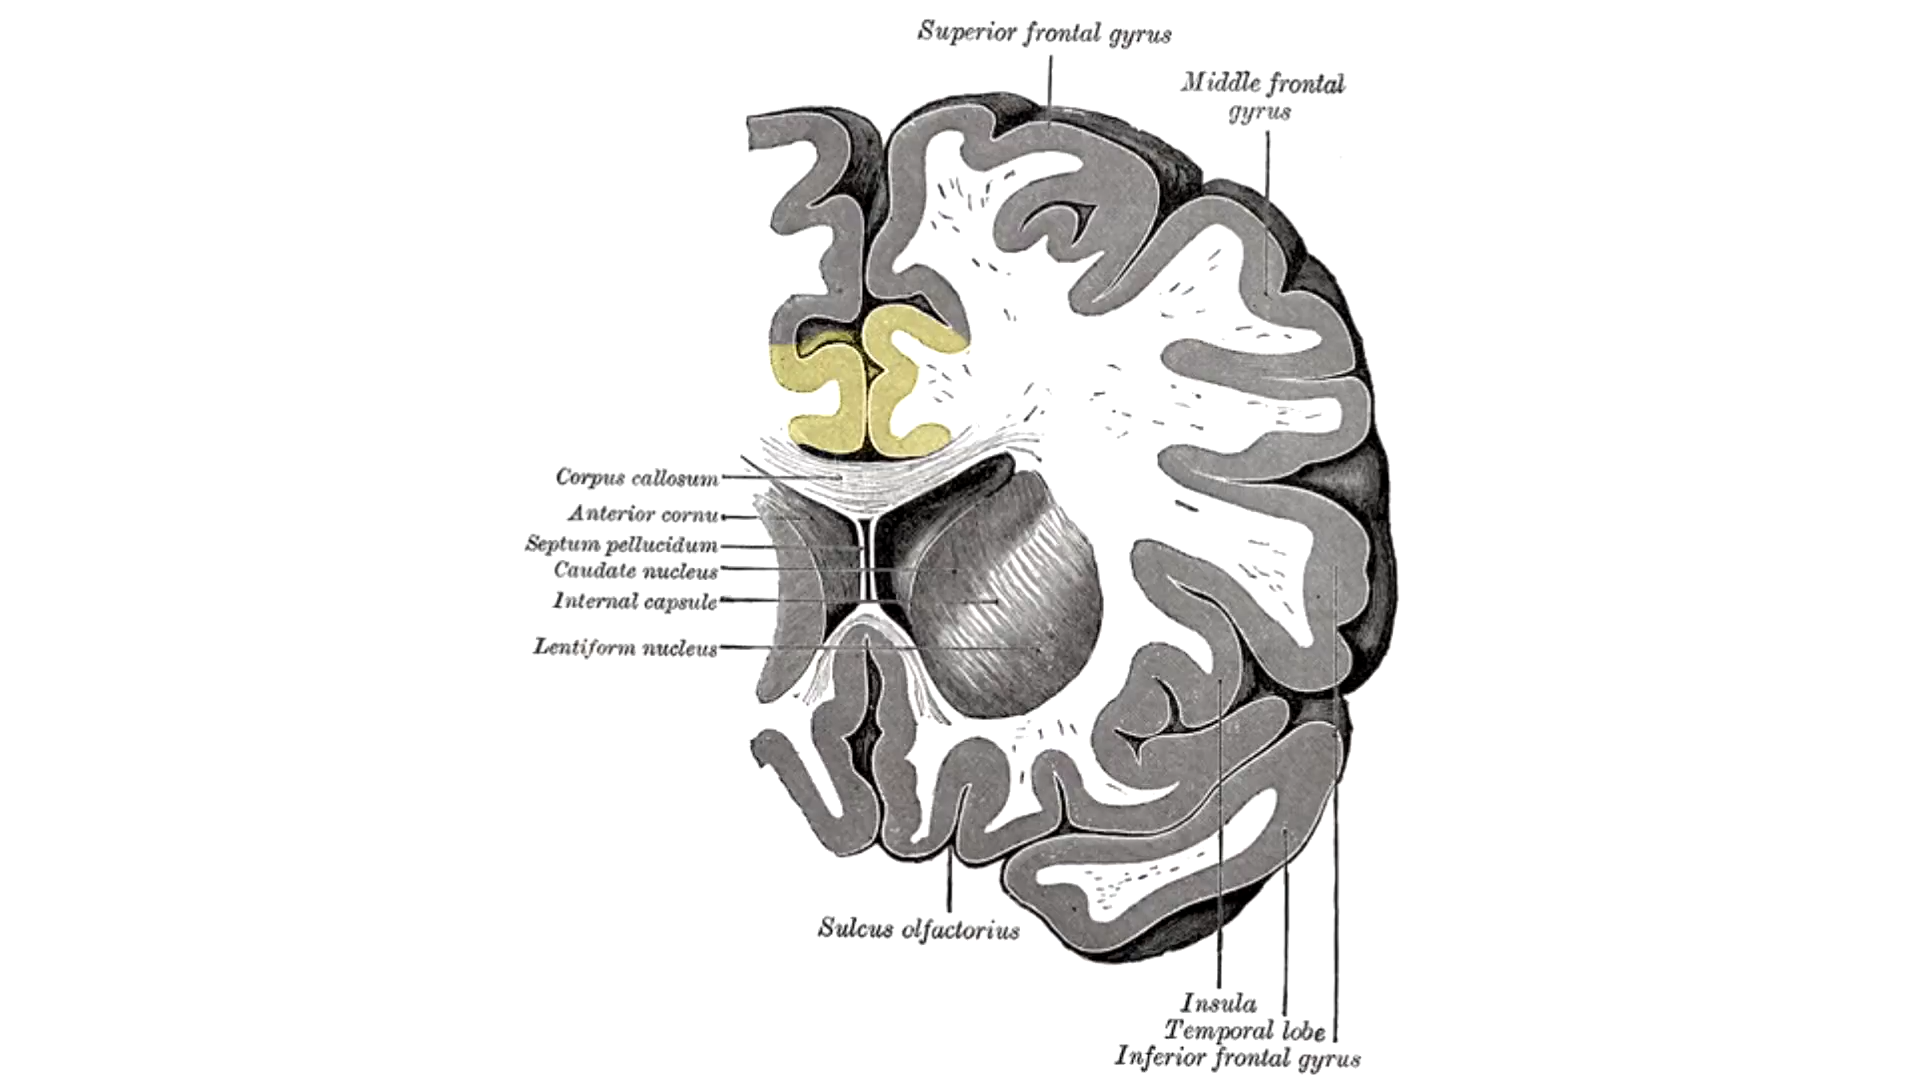 Superior frontal gyrus
Middle frontal
gyrus
Corpus callosum
Anterior cornu
Septum pellucidum
Caudate nucleus
Internal capsule
Lentiform nucleus
Sulcus olfactorius
Insula
Temporal lobe
Inferior frontal gyrus